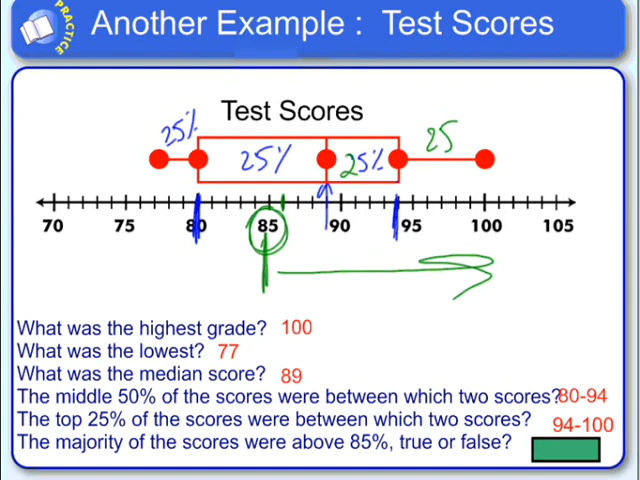 PRACTICE
Another Example : Test Scores
Test Scores
25%
25%
25%
25
70 75 80 85 90 95 100 105
What was the highest grade? 100
What was the lowest? 77
What was the median score? 89
The middle 50% of the scores were between which two scores? 80-94
The top 25% of the scores were between which two scores? 94-100
The majority of the scores were above 85%, true or false?